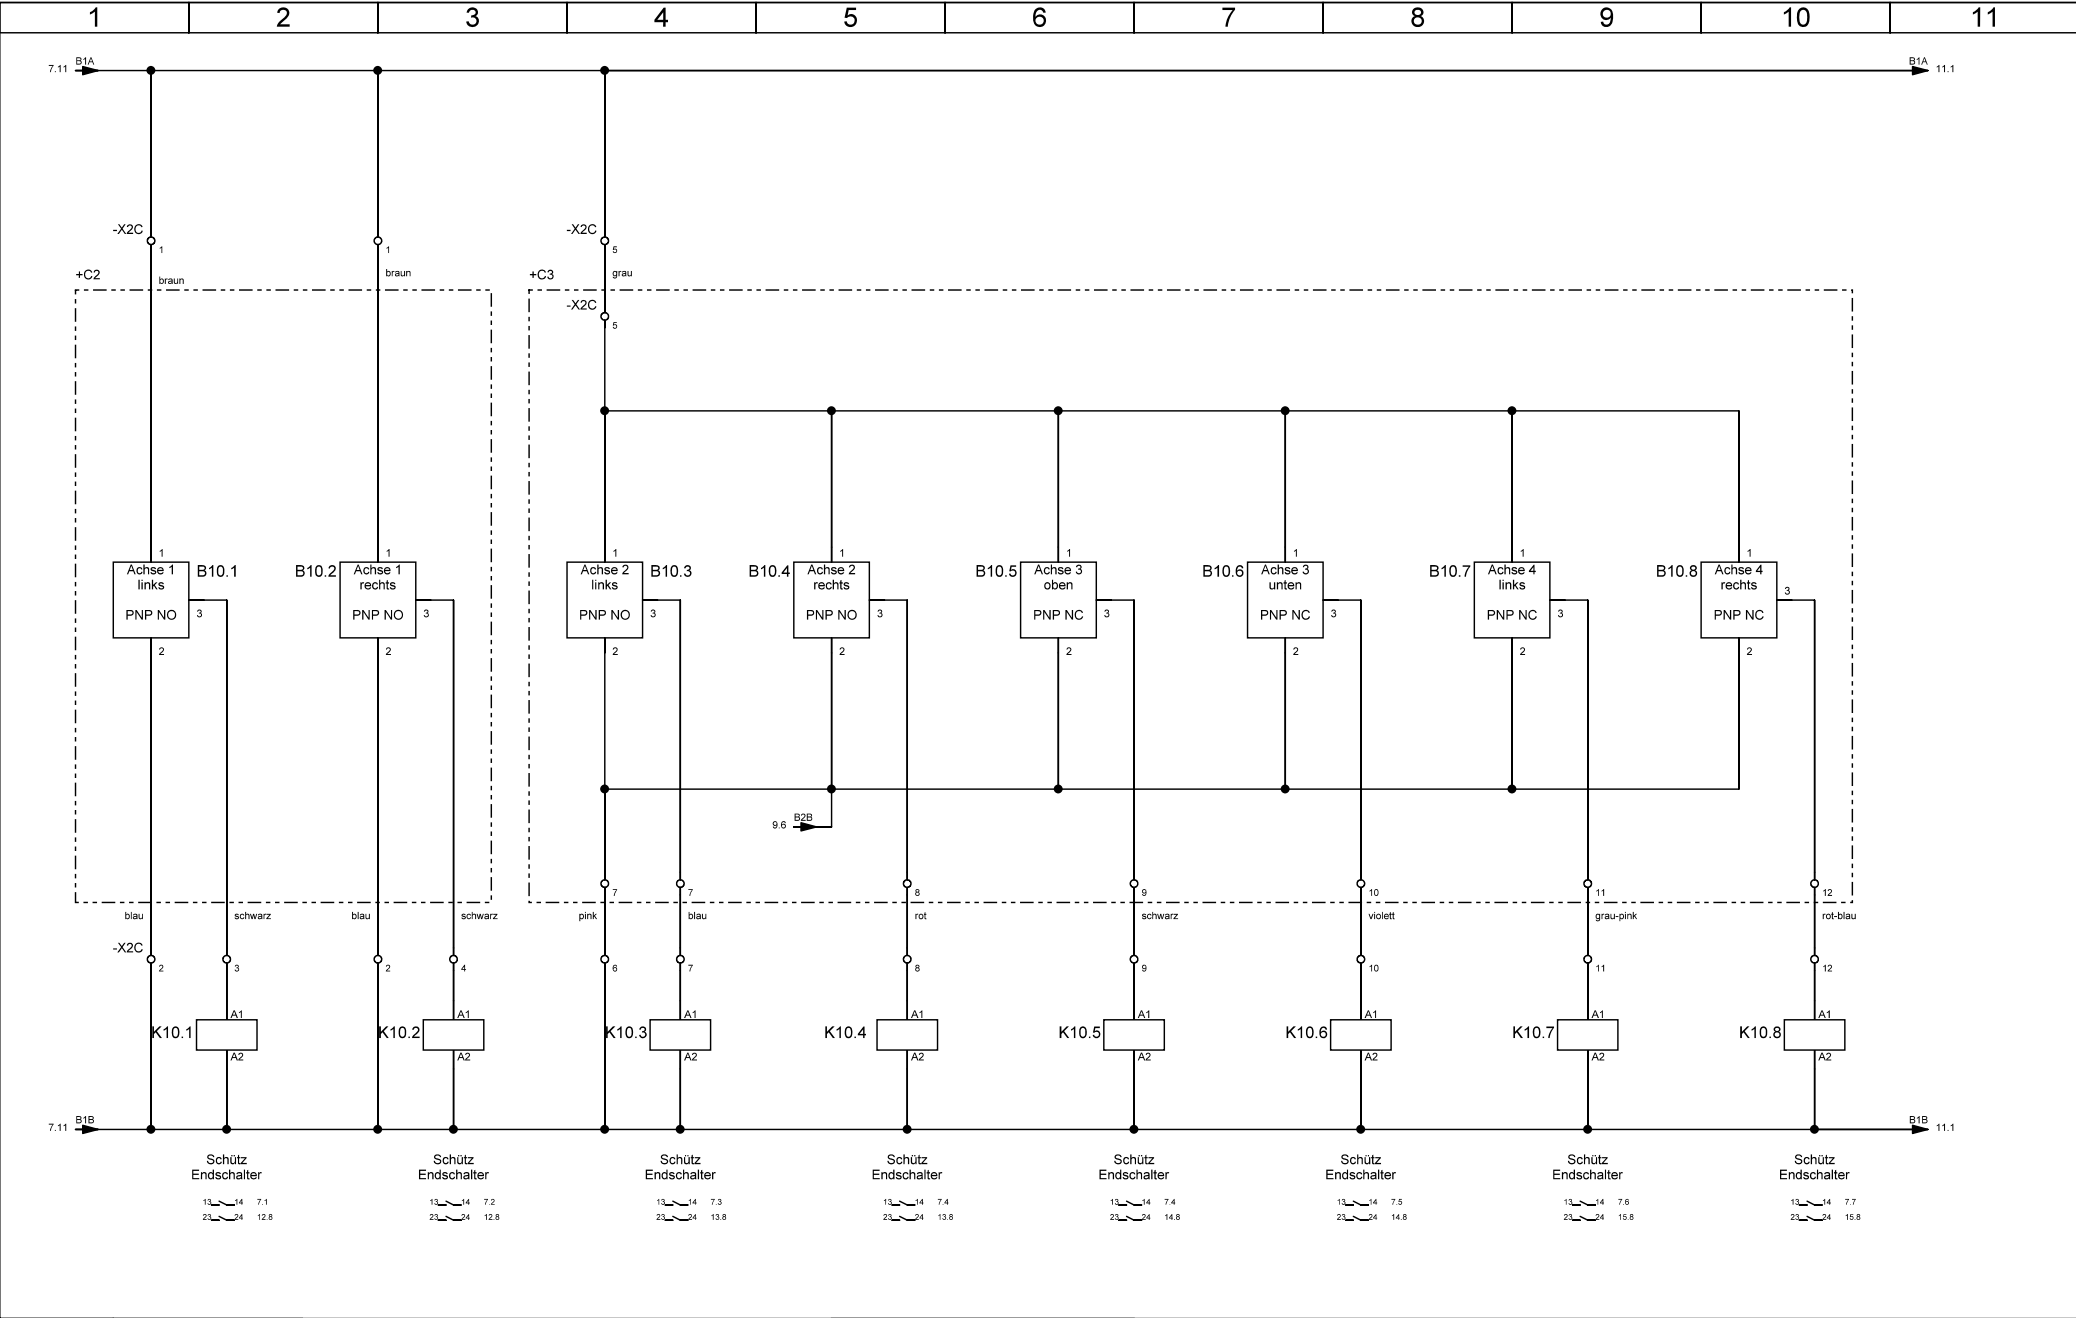 1 2 3 4 5 6 7 8 9 10 11
B1A B1A
7.11 11.1
-X2C -X2C
1 1 5
+C2 braun +C3 grau
braun
-X2C
5
1 1 1 1 1 1 1 1
Achse 1 B10.1 B10.2 Achse 1 Achse 2 B10.3 B10.4 Achse 2 B10.5 Achse 3 B10.6 Achse 3 B10.7 Achse 4 B10.8 Achse 4
links rechts links rechts oben unten links rechts
3
PNP NO 3 PNP NO 3 PNP NO 3 PNP NO 3 PNP NC 3 PNP NC 3 PNP NC 3 PNP NC
2 2 2 2 2 2 2 2
B2B
9.6
7 7 8 9 10 11 12
blau schwarz blau schwarz pink blau rot schwarz violett grau-pink rot-blau
-X2C
2 3 2 4 6 7 8 9 10 11 12
A1 A1 A1 A1 A1 A1 A1 A1
K10.1 K10.2 K10.3 K10.4 K10.5 K10.6 K10.7 K10.8
A2 A2 A2 A2 A2 A2 A2 A2
B1B B1B
7.11 11.1
Schütz Schütz Schütz Schütz Schütz Schütz Schütz Schütz
Endschalter Endschalter Endschalter Endschalter Endschalter Endschalter Endschalter Endschalter
13 14 7.1 13 14 7.2 13 14 7.3 13 14 7.4 13 14 7.4 13 14 7.5 13 14 7.6 13 14 7.7
23 24 12.8 23 24 12.8 23 24 13.8 23 24 13.8 23 24 14.8 23 24 14.8 23 24 15.8 23 24 15.8